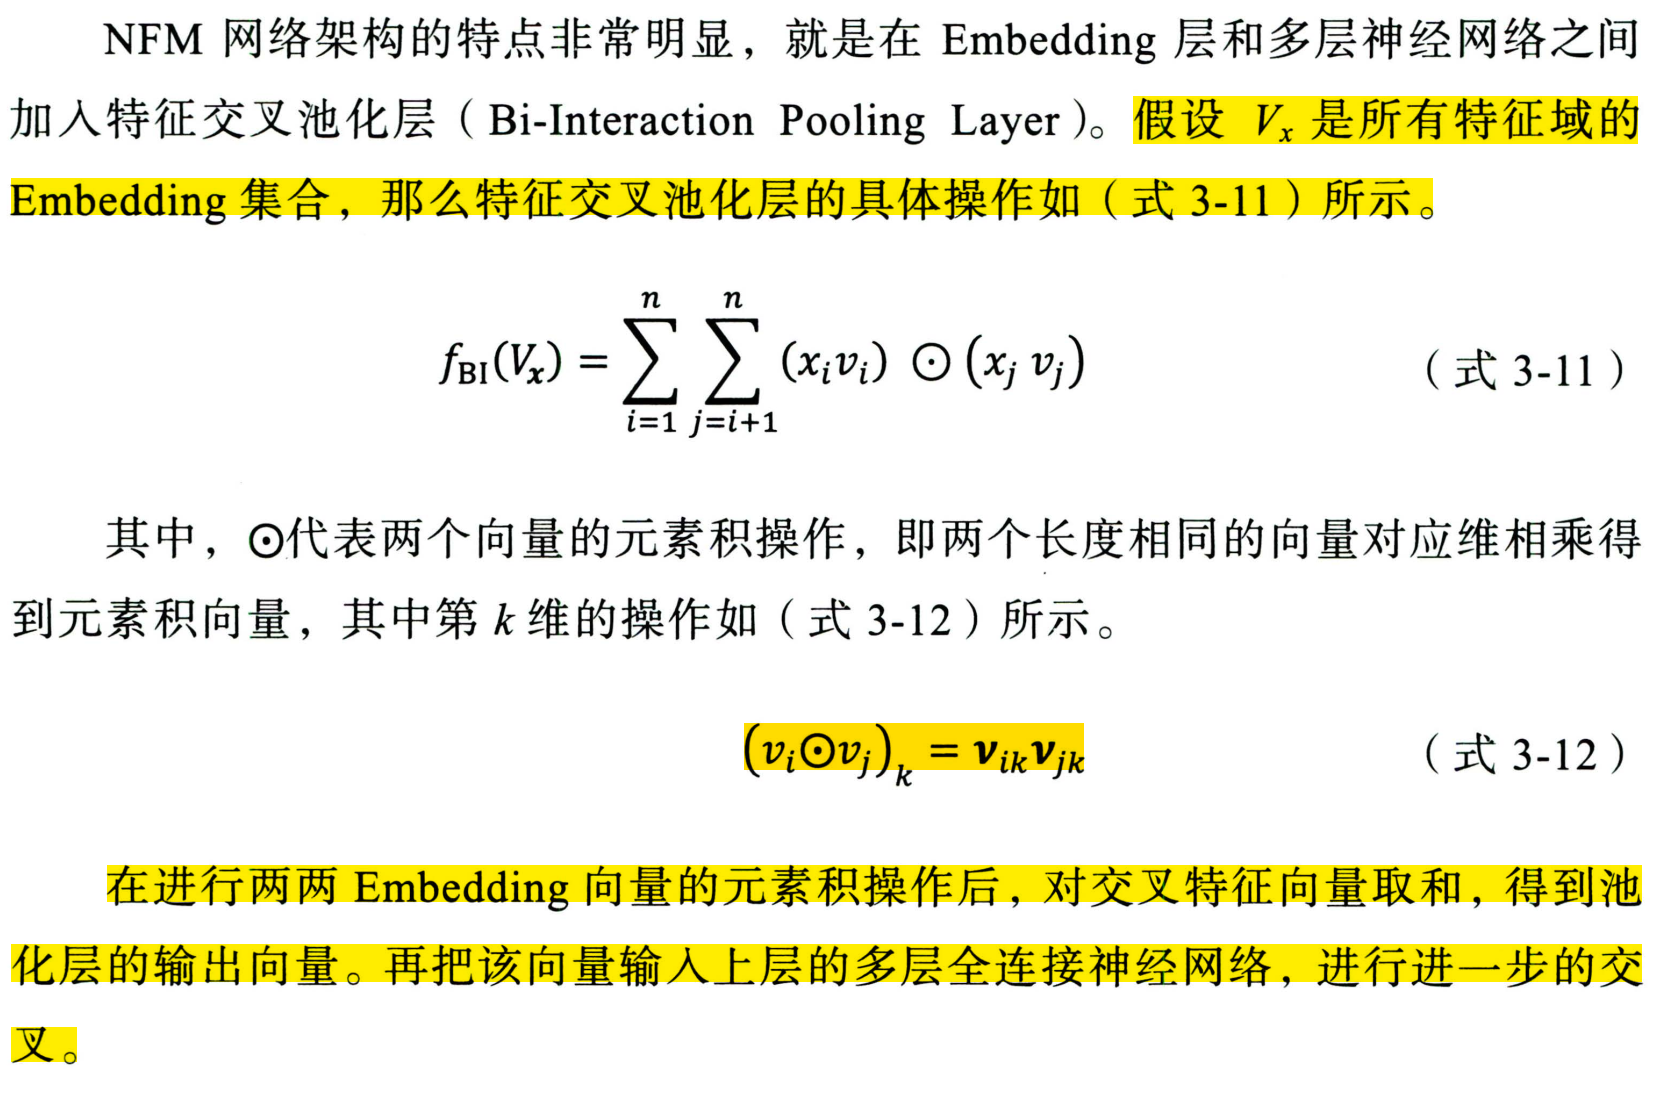 NFM 网络架构的特点非常明显，就是在 Embedding 层和多层神经网络之间
加入特征交叉池化层（Bi-Interaction Pooling Layer）。假设 Vₓ 是所有特征域的
Embedding 集合，那么特征交叉池化层的具体操作如（式 3-11）所示。
f_BI(V_x) = ∑_{i=1}^{n} ∑_{j=i+1}^{n} (x_i v_i) ⊙ (x_j v_j) （式 3-11）
其中，⊙代表两个向量的元素积操作，即两个长度相同的向量对应维相乘得
到元素积向量，其中第 k 维的操作如（式 3-12）所示。
(v_i⊙v_j)_k = v_{ik}v_{jk} （式 3-12）
在进行两两 Embedding 向量的元素积操作后，对交叉特征向量取和，得到池
化层的输出向量。再把该向量输入上层的多层全连接神经网络，进行进一步的交
叉。